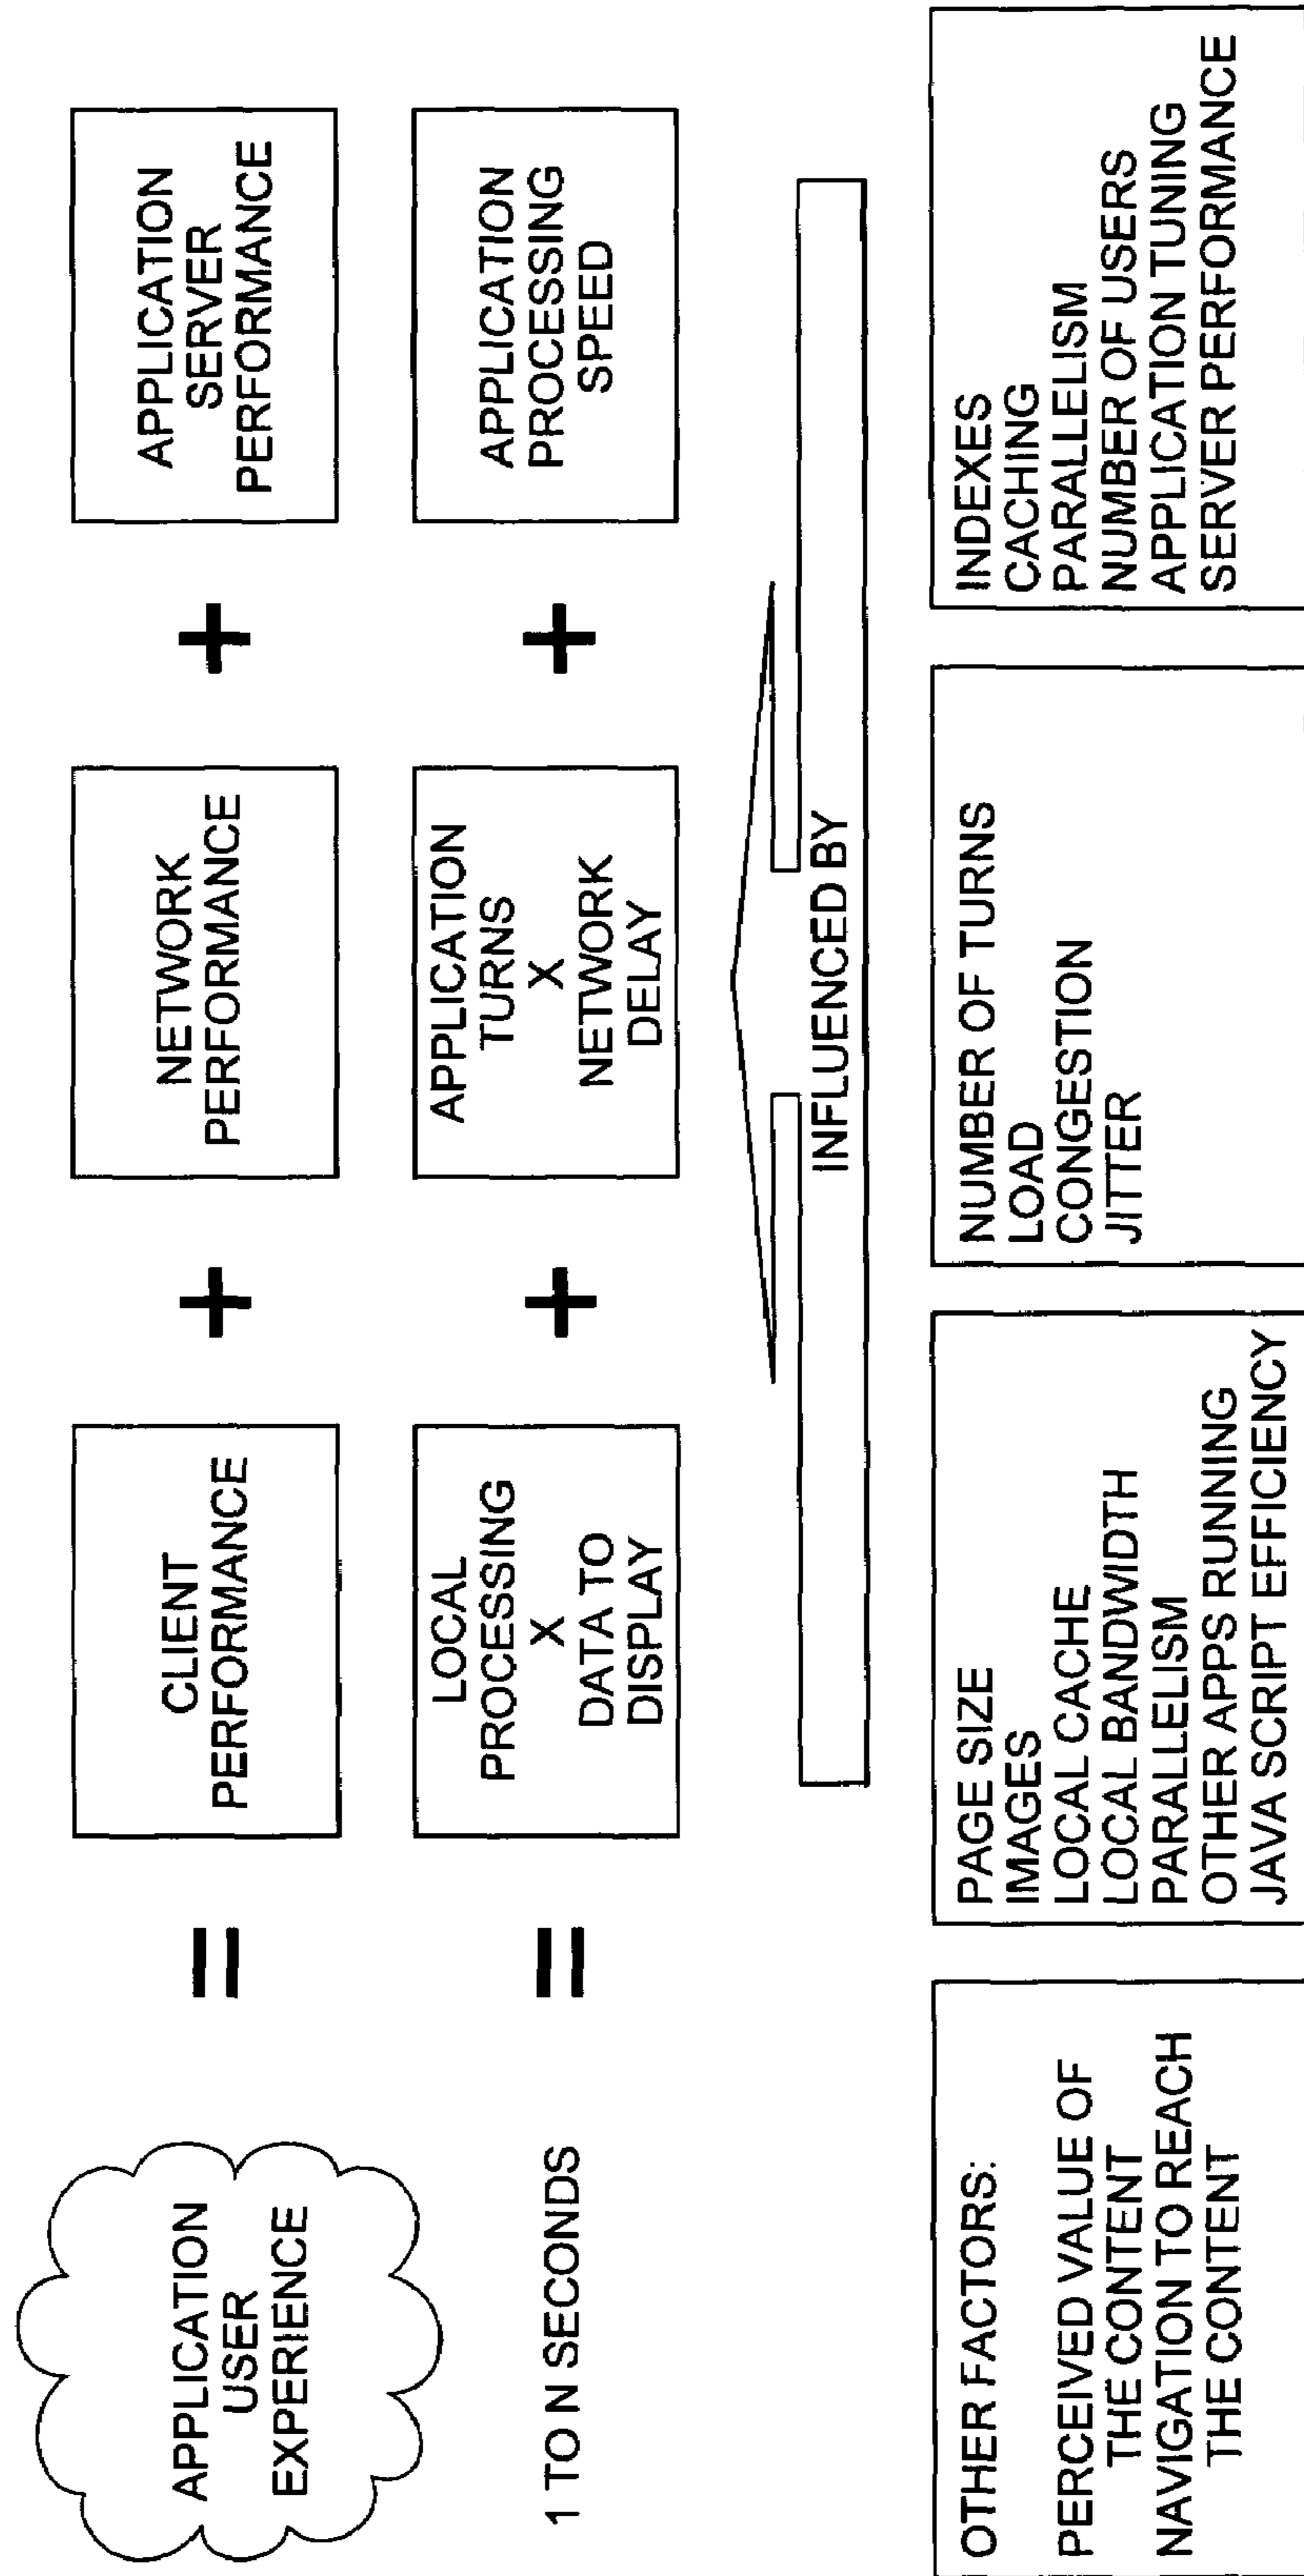 APPLICATION
USER
EXPERIENCE
=
CLIENT
PERFORMANCE
+
NETWORK
PERFORMANCE
+
APPLICATION
SERVER
PERFORMANCE
1 TO N SECONDS
=
LOCAL
PROCESSING
X
DATA TO
DISPLAY
+
APPLICATION
TURNS
X
NETWORK
DELAY
+
APPLICATION
PROCESSING
SPEED
INFLUENCED BY
OTHER FACTORS:
PERCEIVED VALUE OF
THE CONTENT
NAVIGATION TO REACH
THE CONTENT
PAGE SIZE
IMAGES
LOCAL CACHE
LOCAL BANDWIDTH
PARALLELISM
OTHER APPS RUNNING
JAVA SCRIPT EFFICIENCY
NUMBER OF TURNS
LOAD
CONGESTION
JITTER
INDEXES
CACHING
PARALLELISM
NUMBER OF USERS
APPLICATION TUNING
SERVER PERFORMANCE